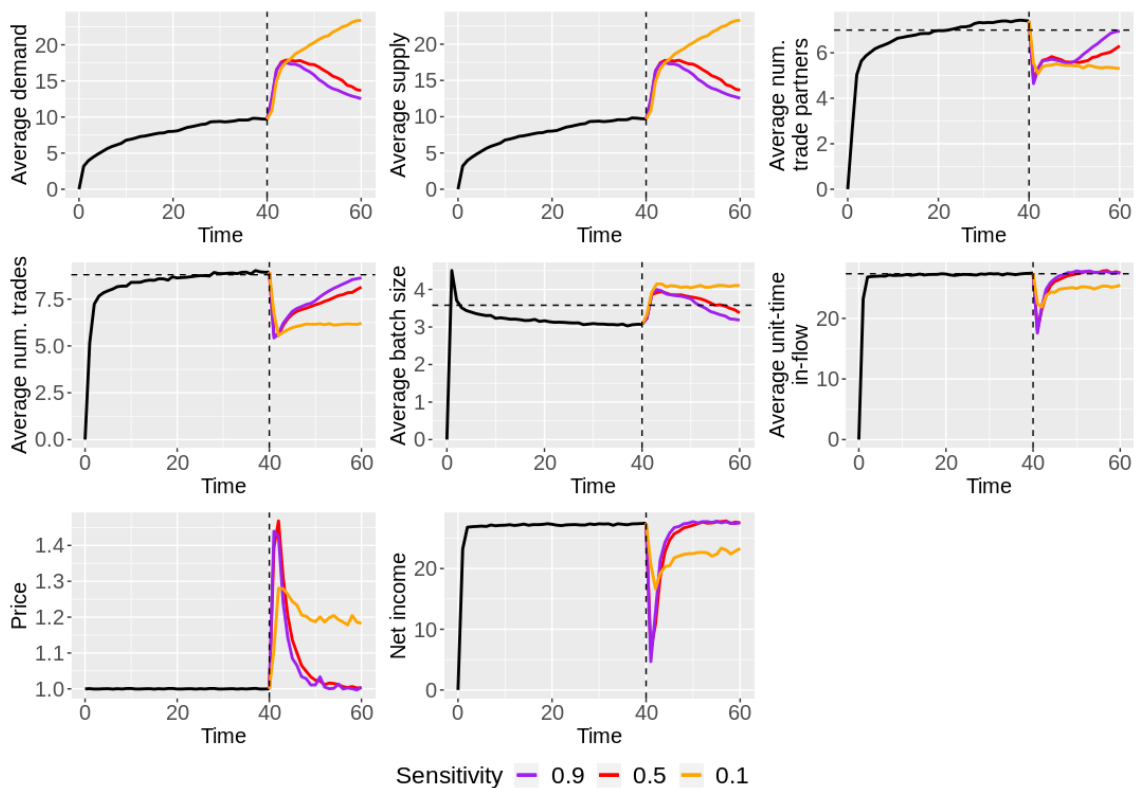 Average demand
20
15
10
5
0
0 20 40 60
Time
Average supply
20
15
10
5
0
0 20 40 60
Time
Average num.
trade partners
6
4
2
0
0 20 40 60
Time
Average num. trades
7.5
5.0
2.5
0.0
0 20 40 60
Time
Average batch size
4
3
2
1
0
0 20 40 60
Time
Average unit-time
in-flow
20
10
0
0 20 40 60
Time
Price
1.4
1.3
1.2
1.1
1.0
0 20 40 60
Time
Net income
20
10
0
0 20 40 60
Time
Sensitivity 0.9 0.5 0.1